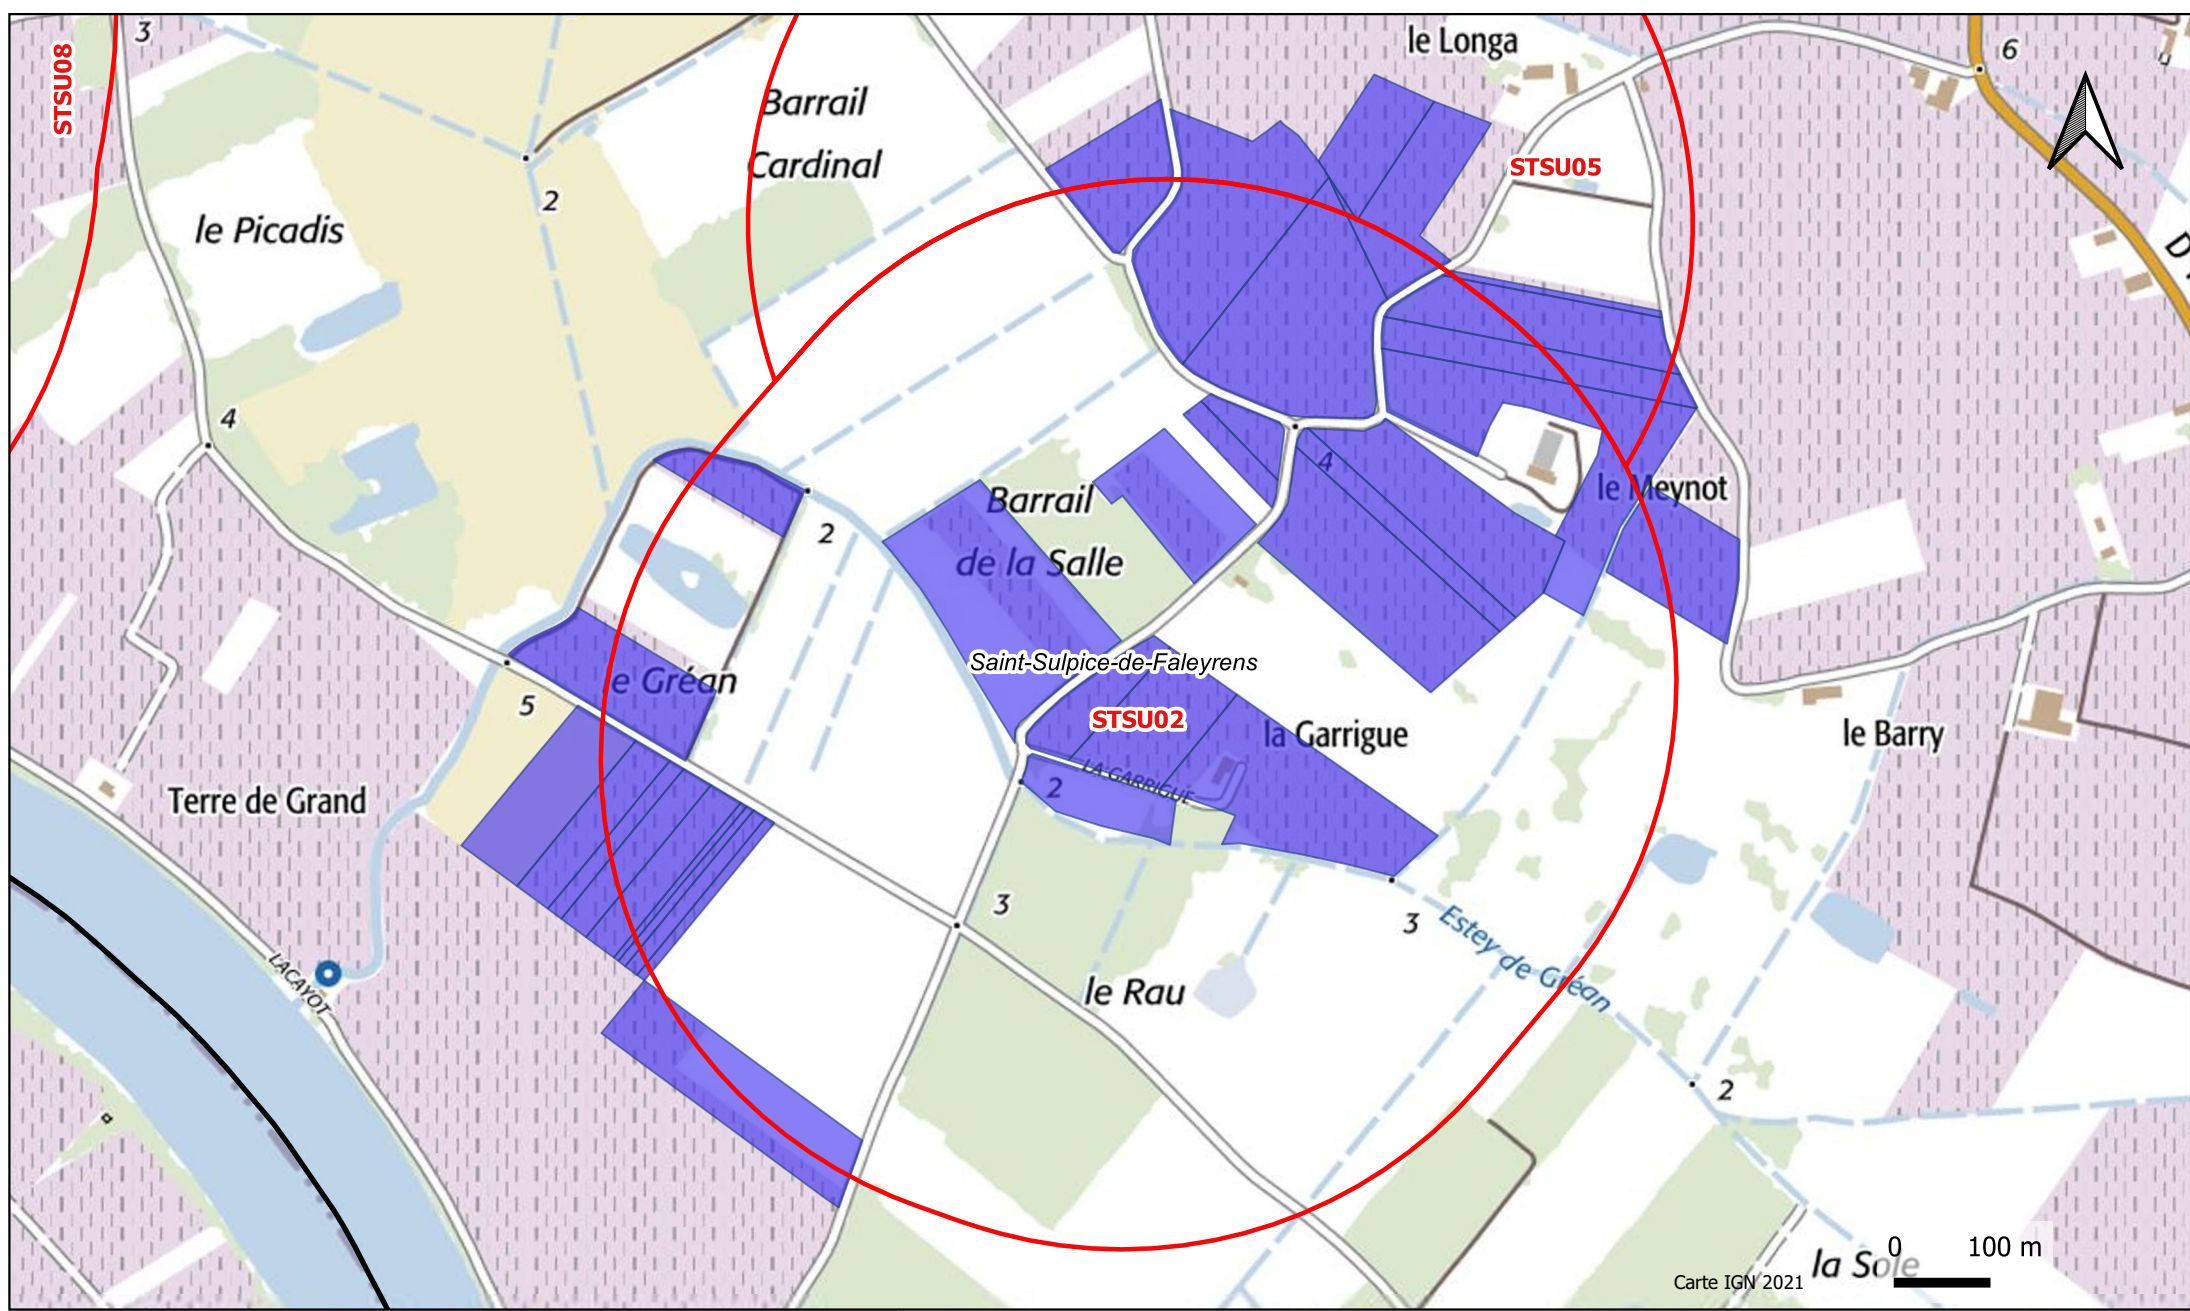 STSU08
3
le Longa
6
Barrail
Cardinal
STSU05
2
le Picadis
4
4
Barrail
le Meynot
2
de la Salle
Saint-Sulpice-de-Faleyrens
e Gréan
5
STSU02
la Garrigue
le Barry
LA GARRIGUE
2
Terre de Grand
3
3
Estey de Gréan
LACAYOT
le Rau
2
la Sole
0 100 m
Carte IGN 2021